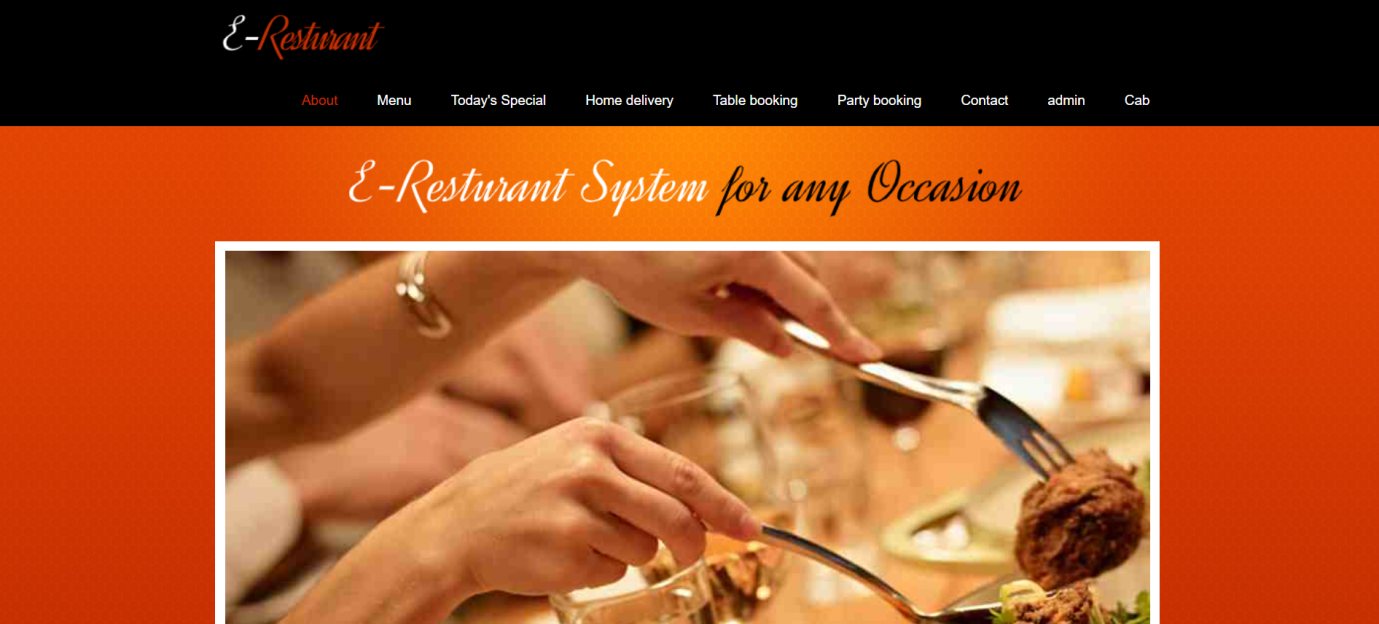 E-Resturant
About Menu Today's Special Home delivery Table booking Party booking Contact admin Cab
E-Resturant System for any Occasion